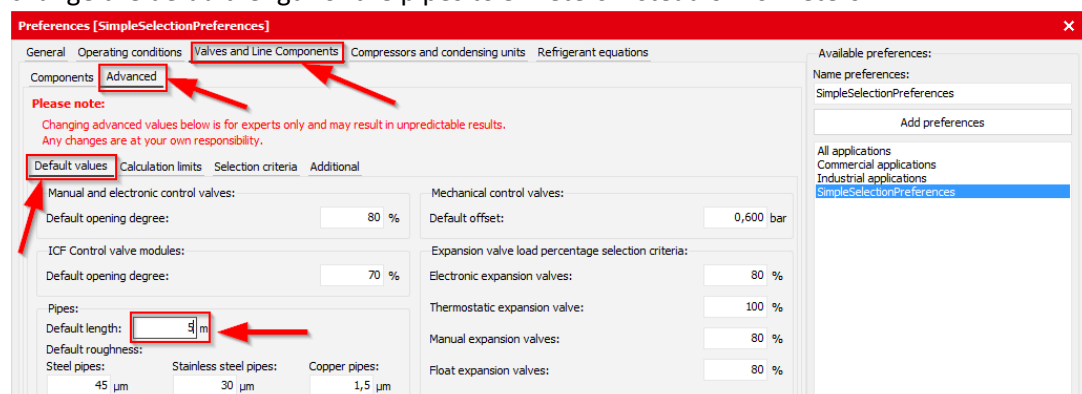 Preferences [SimpleSelectionPreferences]
General Operating conditions Valves and Line Components Compressors and condensing units Refrigerant equations
Components Advanced
Please note:
Changing advanced values below is for experts only and may result in unpredictable results.
Any changes are at your own responsibility.
Default values Calculation limits Selection criteria Additional
Manual and electronic control valves:
Default opening degree: 80 %
ICF Control valve modules:
Default opening degree: 70 %
Pipes:
Default length: 5 m
Default roughness:
Steel pipes: Stainless steel pipes: Copper pipes:
45 µm 30 µm 1,5 µm
Mechanical control valves:
Default offset: 0,600 bar
Expansion valve load percentage selection criteria:
Electronic expansion valves: 80 %
Thermostatic expansion valve: 100 %
Manual expansion valves: 80 %
Float expansion valves: 80 %
Available preferences:
Name preferences:
SimpleSelectionPreferences
Add preferences
All applications
Commercial applications
Industrial applications
SimpleSelectionPreferences